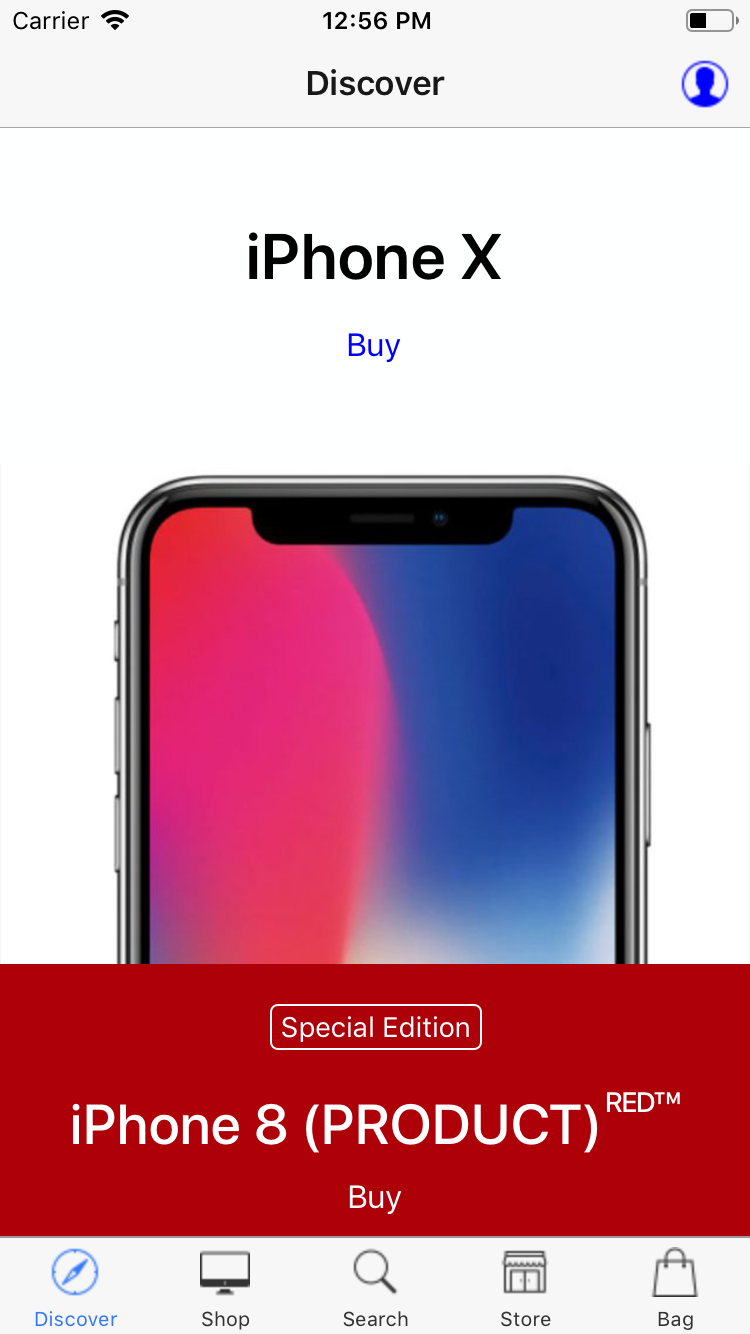 Carrier 12:56 PM
Discover
iPhone X
Buy
Special Edition
iPhone 8 (PRODUCT) RED™
Buy
Discover Shop Search Store Bag